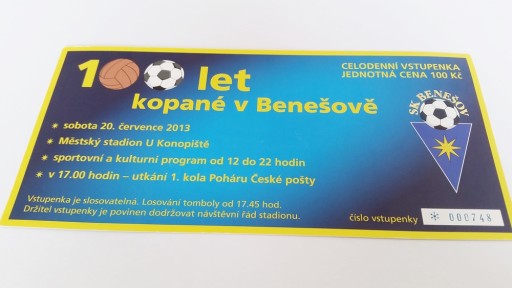 100 let
kopané v Benešově
CELODENNÍ VSTUPENKA
JEDNOTNÁ CENA 100 Kč
SK BENEŠOV
sobota 20. července 2013
Městský stadion U Konopiště
sportovní a kulturní program od 12 do 22 hodin
v 17.00 hodin – utkání 1. kola Poháru České pošty
Vstupenka je slosovatelná. Losování tomboly od 17.45 hod.
Držitel vstupenky je povinen dodržovat návštěvní řád stadionu.
číslo vstupenky 000748